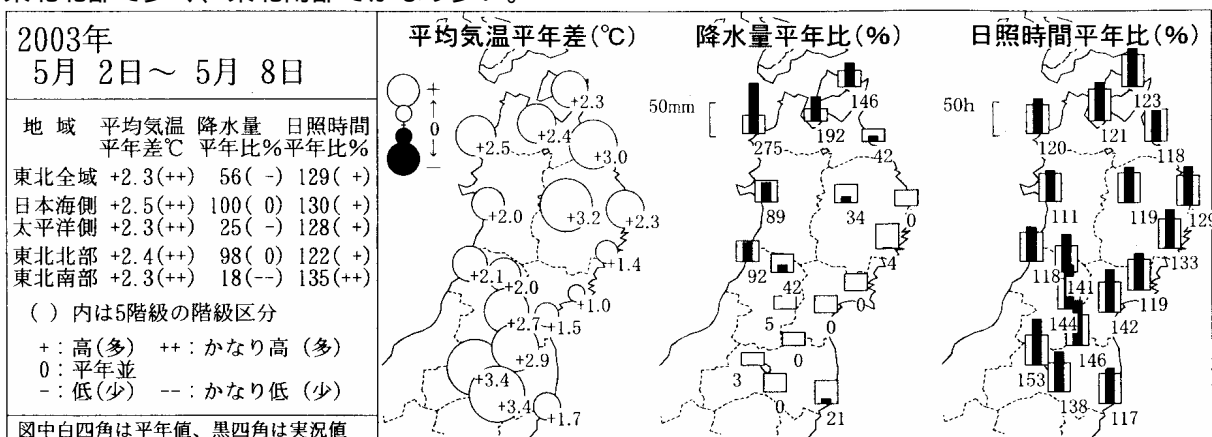 2003年
5月 2日～ 5月 8日
地 域 平均気温 降水量 日照時間
平年差℃ 平年比% 平年比%
東北全域 +2.3(++) 56( -) 129( +)
日本海側 +2.5(++) 100( 0) 130( +)
太平洋側 +2.3(++) 25( -) 128( +)
東北北部 +2.4(++) 98( 0) 122( +)
東北南部 +2.3(++) 18(--) 135(++)
( ) 内は5階級の階級区分
+：高(多) ++：かなり高 (多)
0：平年並
-：低(少) --：かなり低 (少)
図中白四角は平年値、黒四角は実況値
平均気温平年差(℃)
+
↑
0
↓
-
+2.3
+2.4
+2.5
+3.0
+2.0
+3.2
+2.3
+1.4
+2.1
+2.0
+1.0
+2.7
+1.5
+2.9
+3.4
+3.4
+1.7
降水量平年比(%)
50mm
146
192
275
42
89
34
0
4
92
42
0
5
0
0
3
0
21
日照時間平年比(%)
50h
123
121
120
118
111
119
129
133
118
141
119
144
142
146
153
138
117